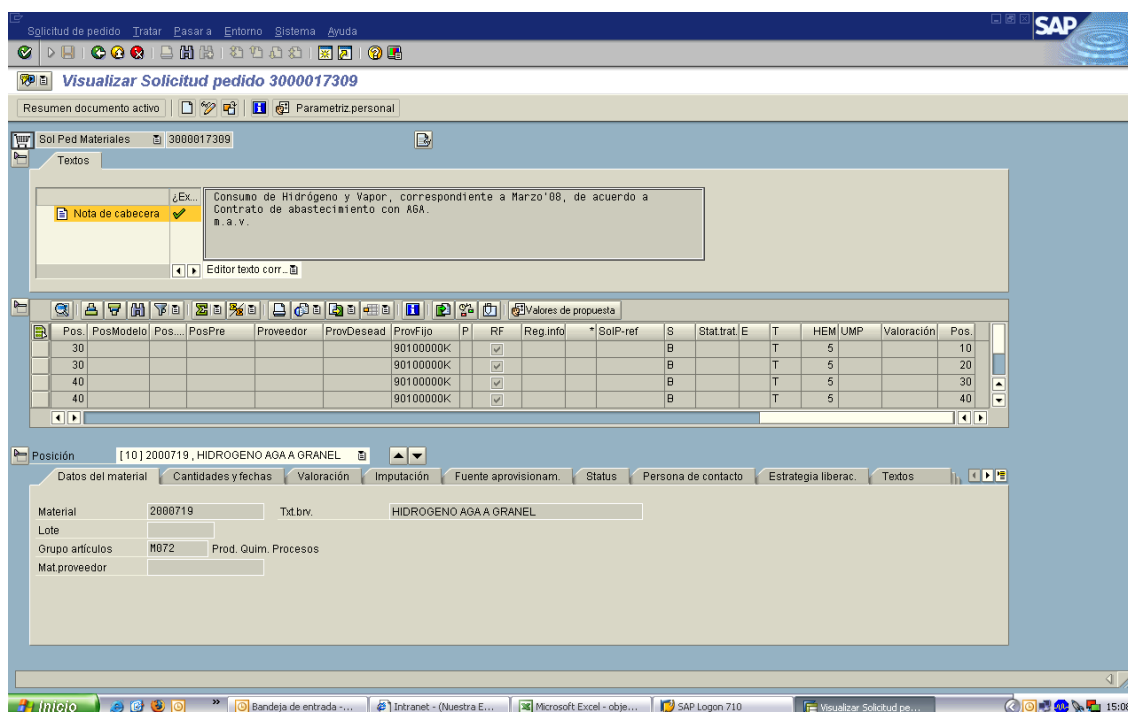 Solicitud de pedido Tratar Pasar a Entorno Sistema Ayuda
SAP
Visualizar Solicitud pedido 3000017309
Resumen documento activo Parametriz.personal
Sol Ped Materiales 3000017309
Textos
¿Ex...
Nota de cabecera
Consumo de Hidrógeno y Vapor, correspondiente a Marzo'08, de acuerdo a
Contrato de abastecimiento con AGA.
m.a.v.
Editor texto corr...
Valores de propuesta
Pos. PosModelo Pos.... PosPre Proveedor ProvDesead ProvFijo P RF Reg.info * SolP-ref S Stat.trat. E T HEM UMP Valoración Pos.
30 90100000K B T 5 10
30 90100000K B T 5 20
40 90100000K B T 5 30
40 90100000K B T 5 40
Posición [ 10 ] 2000719 , HIDROGENO AGA A GRANEL
Datos del material Cantidades y fechas Valoración Imputación Fuente aprovisionam. Status Persona de contacto Estrategia liberac. Textos
Material 2000719 Txt.brv. HIDROGENO AGA A GRANEL
Lote
Grupo artículos M072 Prod. Quim. Procesos
Mat.proveedor
Inicio » Bandeja de entrada -... Intranet - (Nuestra E... Microsoft Excel - obje... SAP Logon 710 Visualizar Solicitud pe... 15:08